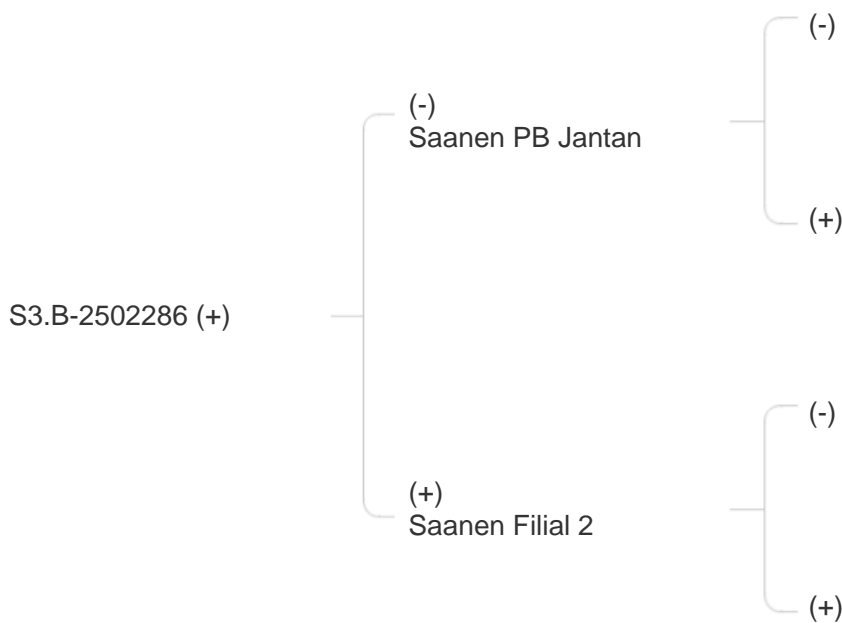 (-)
(-)
Saanen PB Jantan
(+)
S3.B-2502286 (+)
(-)
(+)
Saanen Filial 2
(+)